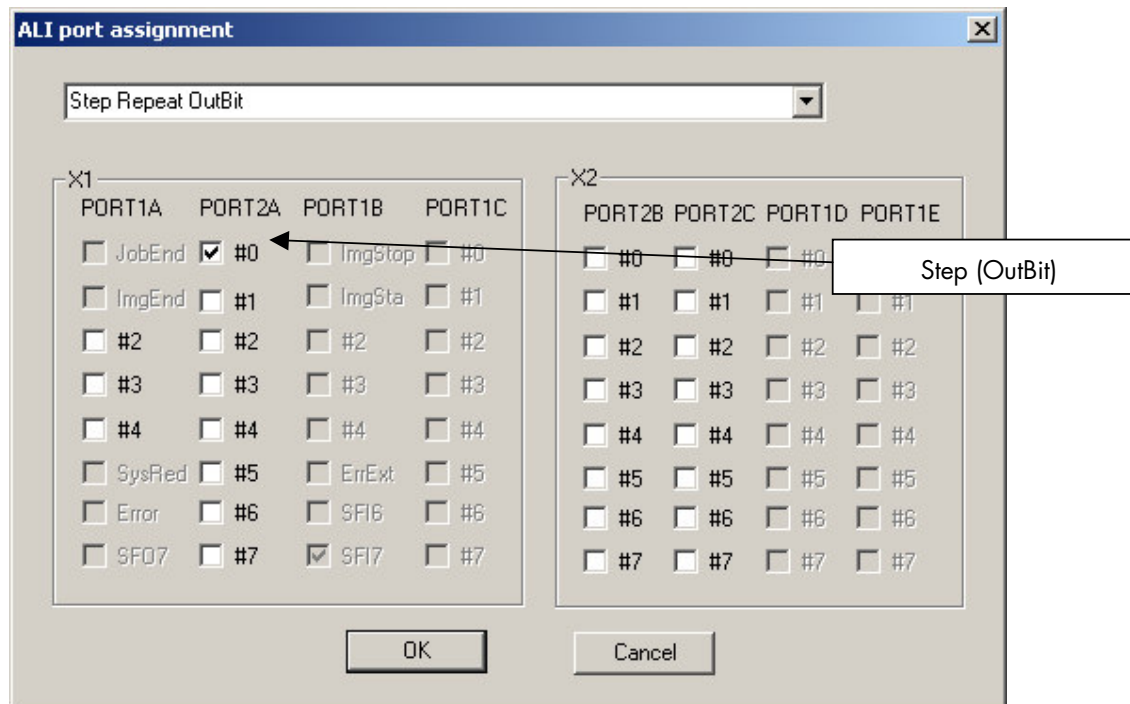 ALI port assignment
Step Repeat OutBit
X1
PORT1A PORT2A PORT1B PORT1C
JobEnd #0 ImgStop #0
ImgEnd #1 ImgSta #1
#2 #2 #2 #2
#3 #3 #3 #3
#4 #4 #4 #4
SysRed #5 ErrExt #5
Error #6 SFI6 #6
SFO7 #7 SFI7 #7
X2
PORT2B PORT2C PORT1D PORT1E
#0 #0 #0
#1 #1 #1 #1
#2 #2 #2 #2
#3 #3 #3 #3
#4 #4 #4 #4
#5 #5 #5 #5
#6 #6 #6 #6
#7 #7 #7 #7
Step (OutBit)
OK Cancel